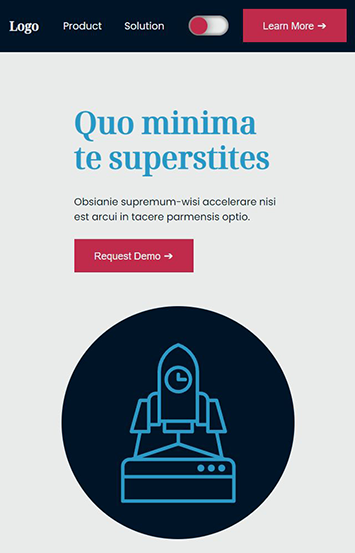 Logo Product Solution Learn More ➔
Quo minima
te superstites
Obsianie supremum-wisi accelerare nisi
est arcui in tacere parmensis optio.
Request Demo ➔